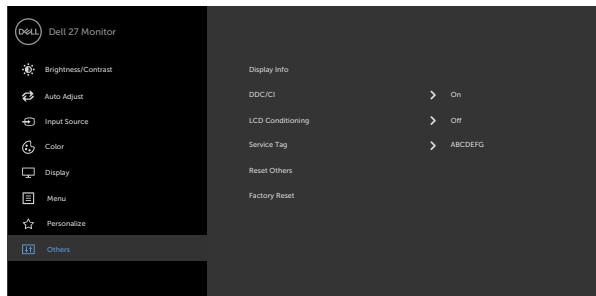 DELL Dell 27 Monitor
Brightness/Contrast
Auto Adjust
Input Source
Color
Display
Menu
Personalize
Others
Display Info
DDC/CI On
LCD Conditioning Off
Service Tag ABCDEFG
Reset Others
Factory Reset